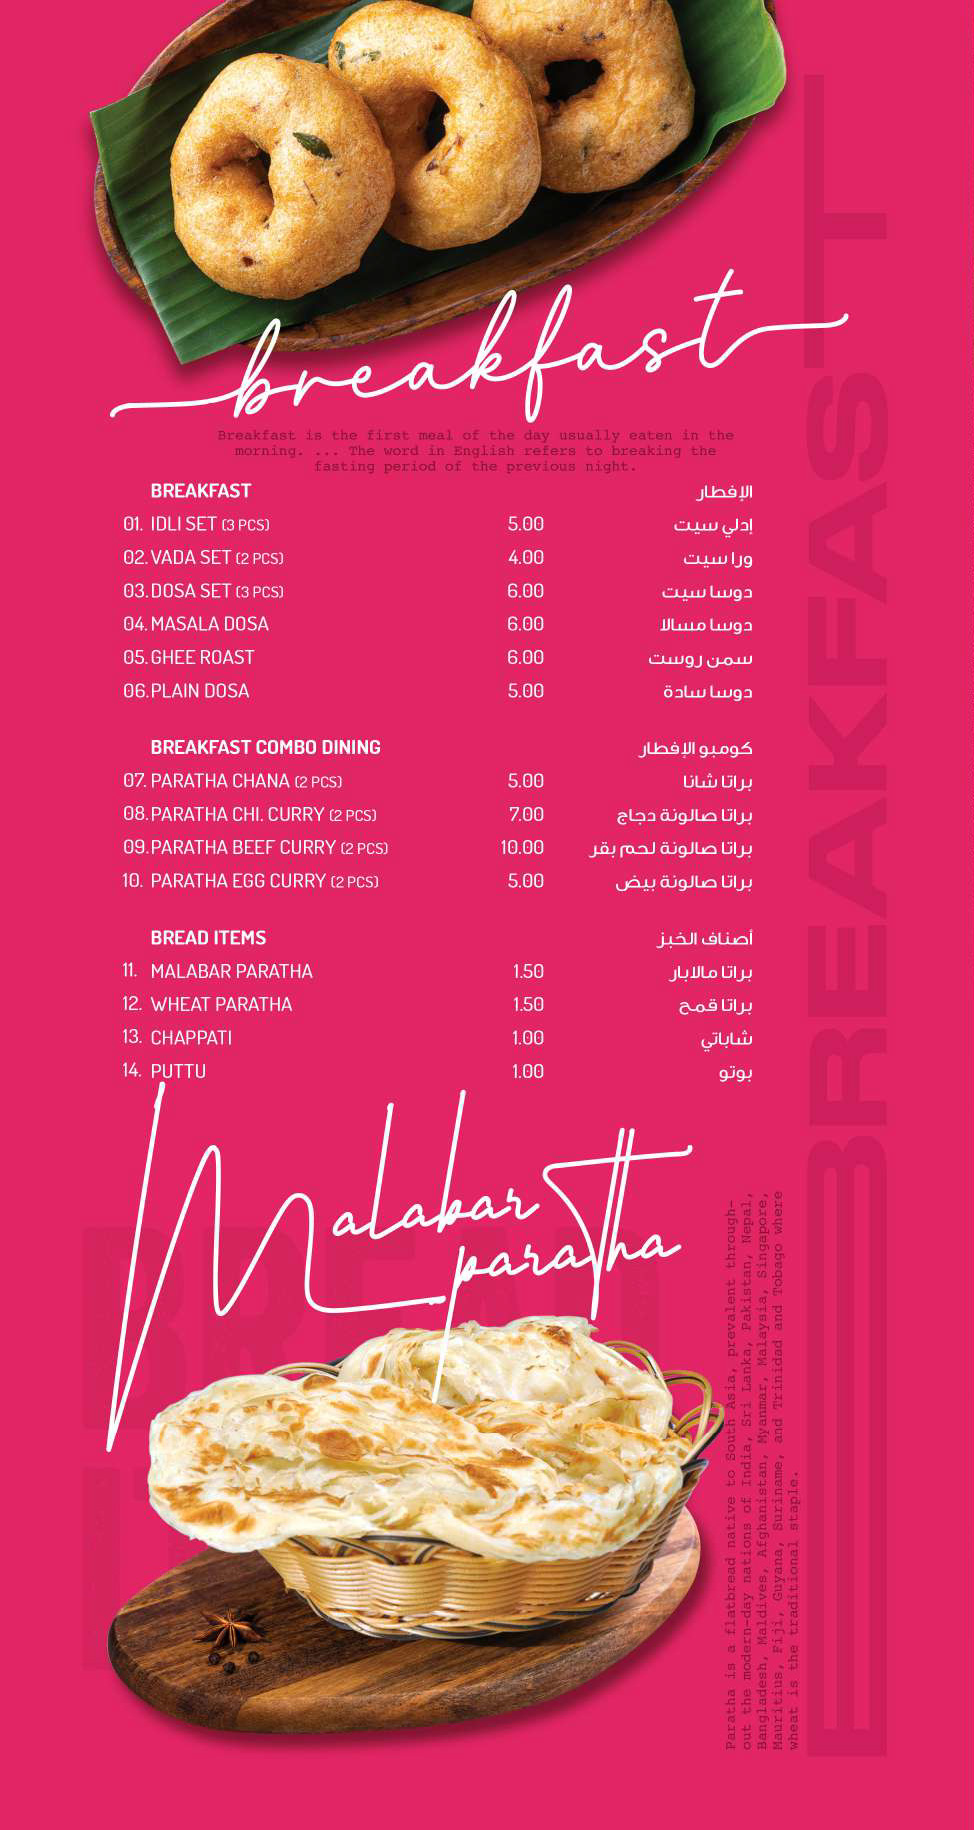 breakfast
Breakfast is the first meal of the day usually eaten in the
morning. ... The word in English refers to breaking the
fasting period of the previous night.
BREAKFAST الإفطار
01. IDLI SET (3 PCS) 5.00 إدلي سيت
02. VADA SET (2 PCS) 4.00 ورا سيت
03. DOSA SET (3 PCS) 6.00 دوسا سيت
04. MASALA DOSA 6.00 دوسا مسالا
05. GHEE ROAST 6.00 سمن روست
06. PLAIN DOSA 5.00 دوسا سادة
BREAKFAST COMBO DINING كومبو الإفطار
07. PARATHA CHANA (2 PCS) 5.00 براتا شانا
08. PARATHA CHI. CURRY (2 PCS) 7.00 براتا صالونة دجاج
09. PARATHA BEEF CURRY (2 PCS) 10.00 براتا صالونة لحم بقر
10. PARATHA EGG CURRY (2 PCS) 5.00 براتا صالونة بيض
BREAD ITEMS أصناف الخبز
11. MALABAR PARATHA 1.50 براتا مالابار
12. WHEAT PARATHA 1.50 براتا قمح
13. CHAPPATI 1.00 شاباتي
14. PUTTU 1.00 بوتو
Malabar
paratha
BREAD
Paratha is a flatbread native to South Asia, prevalent through-
out the modern-day nations of India, Sri Lanka, Pakistan, Nepal,
Bangladesh, Maldives, Afghanistan, Myanmar, Malaysia, Singapore,
Mauritius, Fiji, Guyana, Suriname, and Trinidad and Tobago where
wheat is the traditional staple.
BREAKFAST